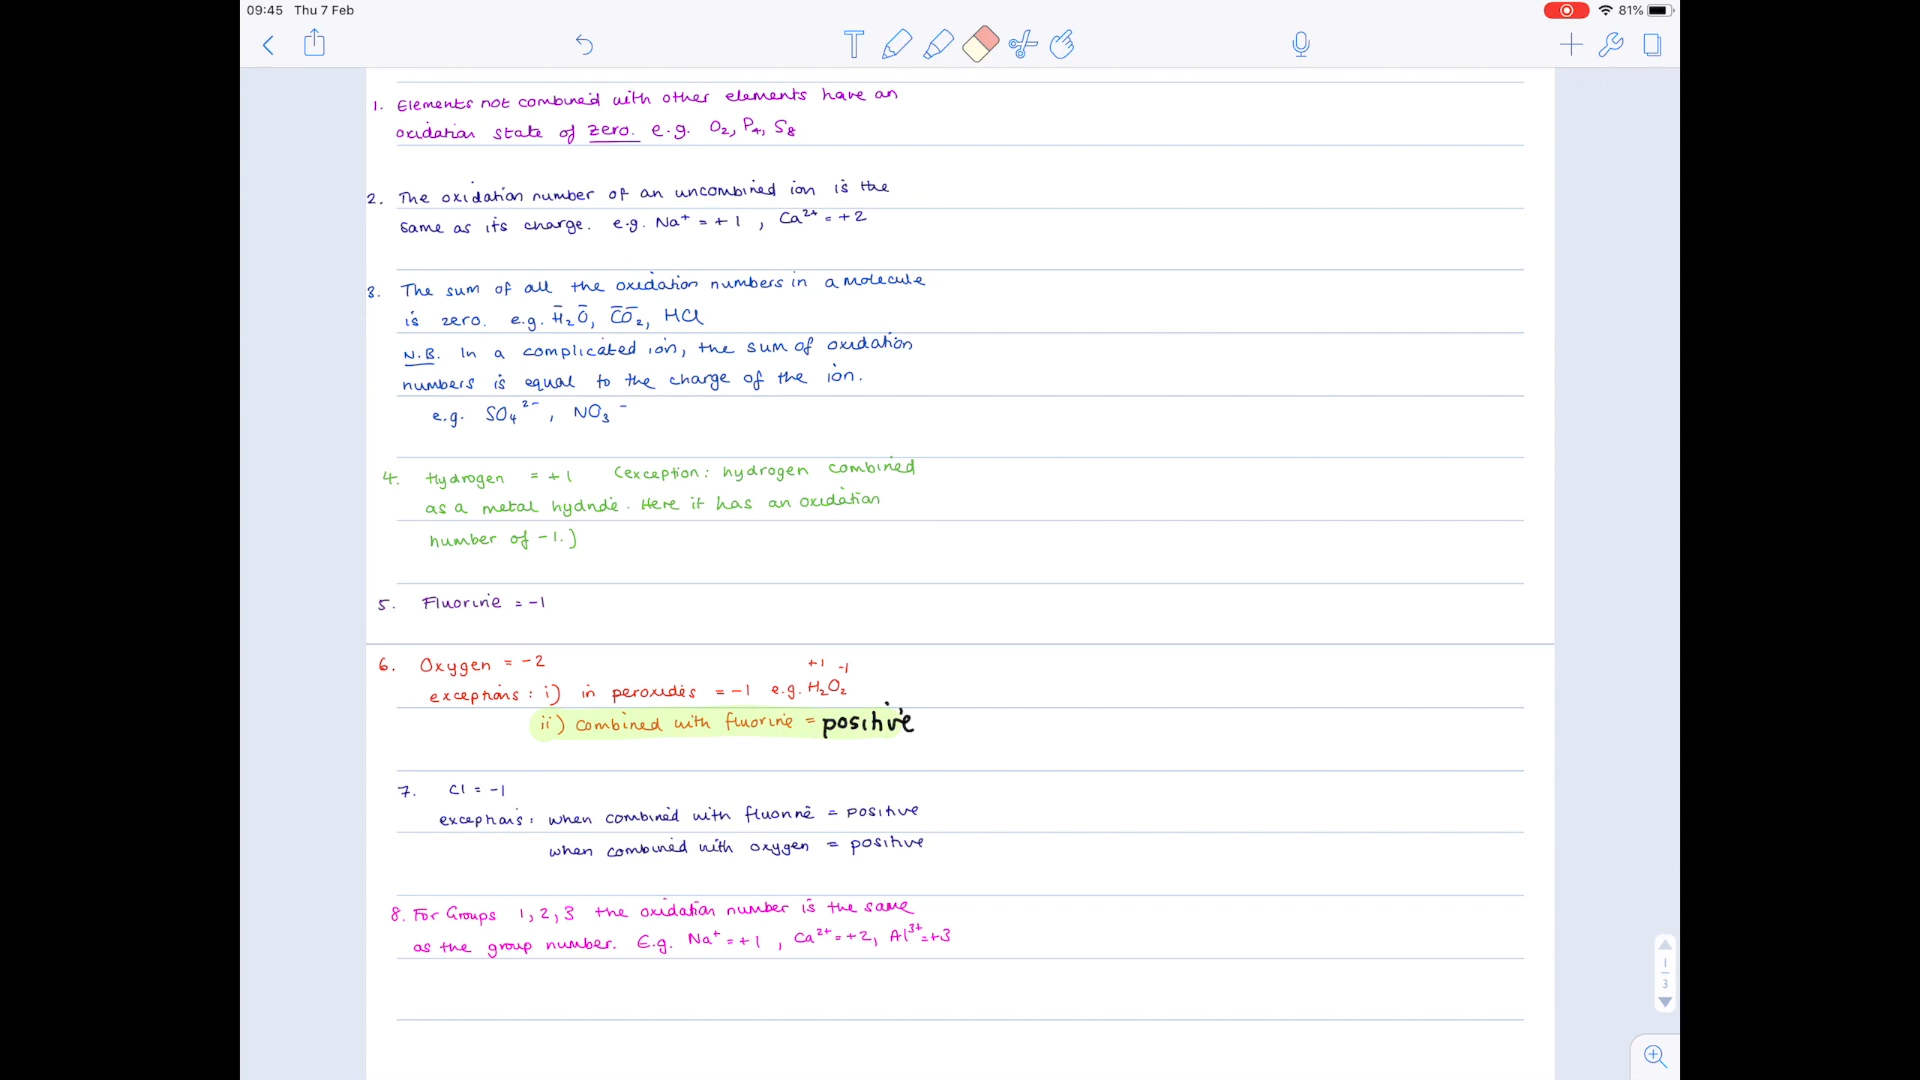 09:45 Thu 7 Feb
81%
1. Elements not combined with other elements have an
oxidation state of zero. e.g. O₂, P₄, S₈
2. The oxidation number of an uncombined ion is the
same as its charge. e.g. Na⁺ = +1 , Ca²⁺ = +2
3. The sum of all the oxidation numbers in a molecule
is zero. e.g. H₂O, CO₂, HCl
N.B. In a complicated ion, the sum of oxidation
numbers is equal to the charge of the ion.
e.g. SO₄²⁻ , NO₃⁻
4. Hydrogen = +1 (exception: hydrogen combined
as a metal hydride. Here it has an oxidation
number of -1.)
5. Fluorine = -1
6. Oxygen = -2
+1 -1
exceptions: i) in peroxides = -1 e.g. H₂O₂
ii) combined with fluorine = positive
7. Cl = -1
exceptions: when combined with fluorine = positive
when combined with oxygen = positive
8. For Groups 1, 2, 3 the oxidation number is the same
as the group number. E.g. Na⁺ = +1 , Ca²⁺ = +2, Al³⁺ = +3
1
3